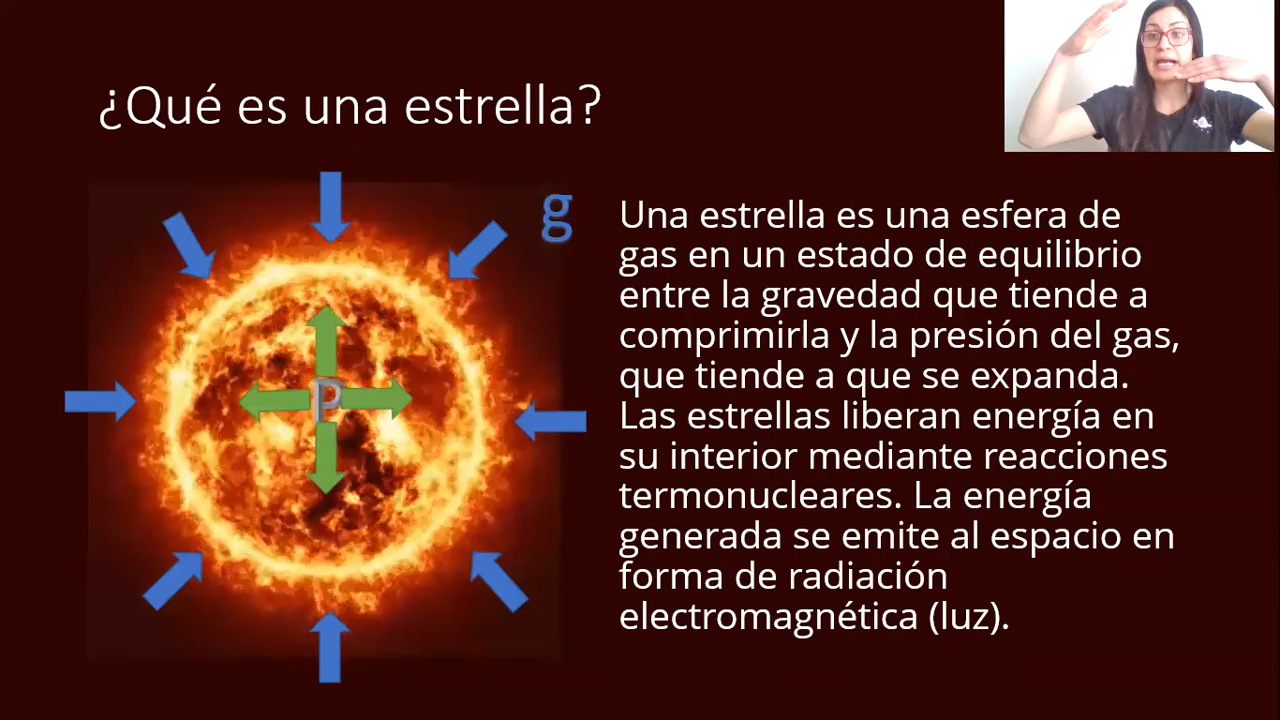 ¿Qué es una estrella?
g
P
Una estrella es una esfera de
gas en un estado de equilibrio
entre la gravedad que tiende a
comprimirla y la presión del gas,
que tiende a que se expanda.
Las estrellas liberan energía en
su interior mediante reacciones
termonucleares. La energía
generada se emite al espacio en
forma de radiación
electromagnética (luz).